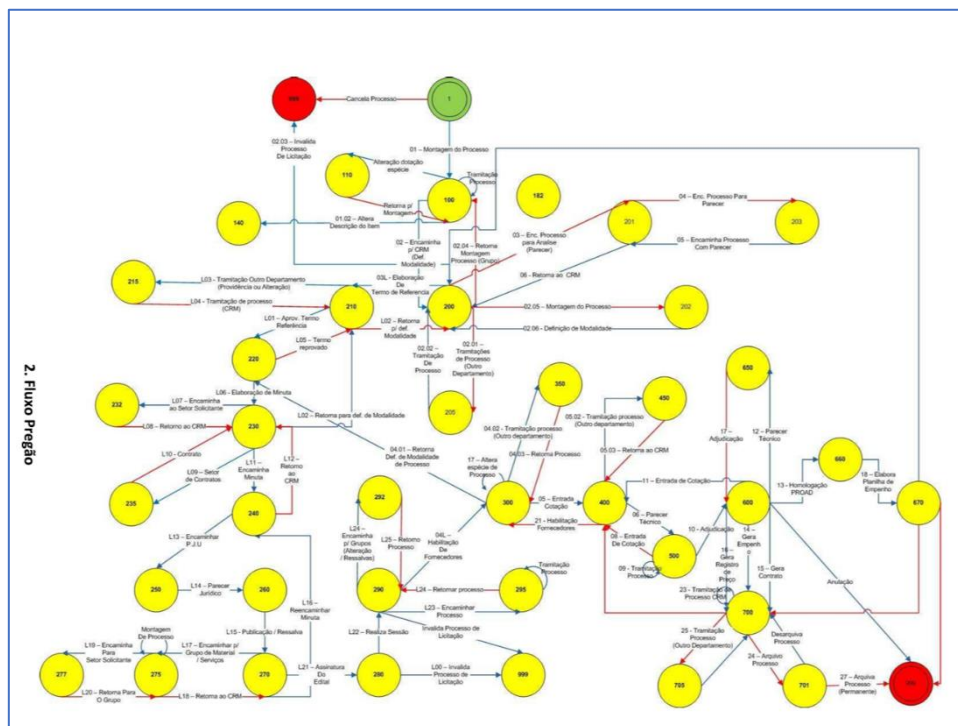 2. Fluxo Pregão
Cancela Processo
1
02.03 – Invalida
Processo
De Licitação
01 – Montagem do Processo
Alteração dotação
espécie
Tramitação
Processo
110
100
182
Retorna p/
Montagem
140
01.02 – Altera
Descrição do Item
02 – Encaminha
p/ CRM (Def.
Modalidade)
02.04 – Retorna
Montagem
Processo (Grupo)
03 – Enc. Processo
para Analise
(Parecer)
04 – Enc. Processo Para
Parecer
201
203
05 – Encaminha Processo
Com Parecer
06 - Retorna ao CRM
215
L03 - Tramitação Outro Departamento
(Providência ou Alteração)
03L - Elaboração
De
Termo de Referencia
L04 – Tramitação de processo
(CRM)
210
200
02.05 – Montagem do Processo
202
02.06 - Definição de Modalidade
L01 – Aprov. Termo
Referência
L02 – Retorna
p/ def.
Modalidade
L05 – Termo
reprovado
220
02.02 –
Tramitação
De
Processo
02.01 –
Tramitações
de Processo
(Outro
Departamento)
205
L06 - Elaboração de Minuta
232
L07 – Encaminha
ao Setor Solicitante
L02 – Retorna para def. de Modalidade
L08 – Retorno ao CRM
230
L10 – Contrato
L09 – Setor
de Contratos
L11 –
Encaminha
Minuta
L12 –
Retorno
ao
CRM
235
240
04.01 – Retorna
Def. de Modalidade
de Processo
350
04.02 - Tramitação processo
(Outro departamento)
04.03 – Retorna Processo
450
05.02 - Tramitação processo
(Outro departamento)
05.03 – Retorna ao CRM
650
17 –
Adjudicação
12 – Parecer
Técnico
17 – Altera
espécie de
Processo
300
05 – Entrada
Cotação
400
11 – Entrada de Cotação
600
13 - Homologação
PROAD
660
18 – Elabora
Planilha de
Empenho
670
21 – Habilitação
Fornecedores
06 – Parecer
Técnico
08 – Entrada
De Cotação
500
10 - Adjudicação
09 - Tramitação
Processo
14 –
Gera
Empenho
Gera
Registro
de
Preço
15 – Gera
Contrato
23 – Tramitação de
Processo CRM
Anulação
292
L24 –
Encaminha
p/ Grupos
(Alteração
/ Ressalvas)
L25 – Retorno
Processo
04L –
Habilitação
De
Fornecedores
Tramitação
Processo
L13 – Encaminhar
P.J.U
250
L14 – Parecer
Jurídico
260
L16 –
Reencaminhar
Minuta
290
L24 – Retornar processo
295
L23 – Encaminhar Processo
L15 – Publicação / Ressalva
L22 – Realiza Sessão
Invalida Processo de
Licitação
700
25 - Tramitação
Processo
(Outro Departamento)
Desarquiva
Processo
24 – Arquivo
Processo
L19 – Encaminha
Para
Setor Solicitante
Montagem
De Processo
L17 – Encaminhar p/
Grupo de Material
/ Serviços
277
275
270
L21 – Assinatura
Do
Edital
280
L00 – Invalida
Processo de
Licitação
999
705
701
27 – Arquiva
Processo
(Permanente)
L20 – Retorna Para
O Grupo
L18 – Retorna ao CRM